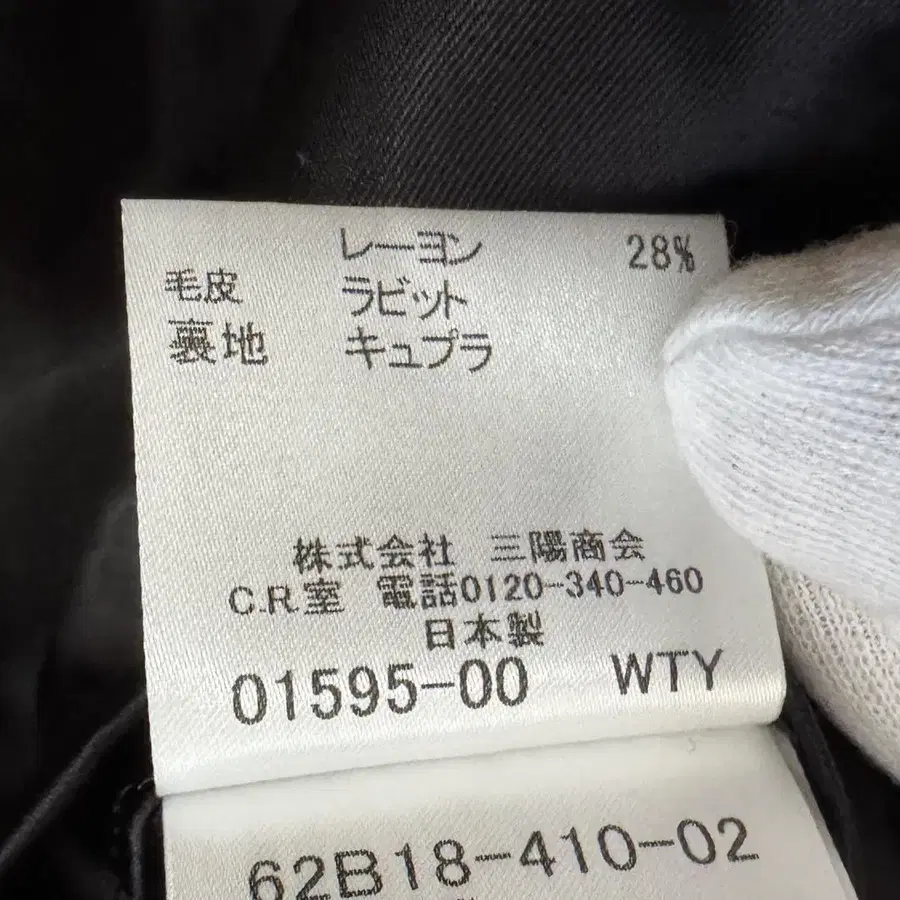 レーヨン 28%
毛皮 ラビット
裏地 キュプラ
株式会社 三陽商会
C.R.室 電話0120-340-460
日本製
01595-00 WTY
62B18-410-02